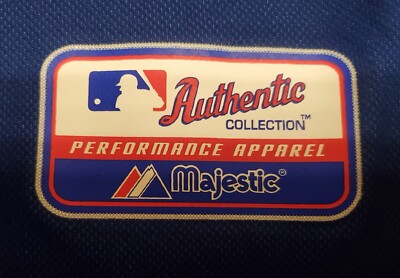 Authentic
COLLECTION™
PERFORMANCE APPAREL
Majestic®